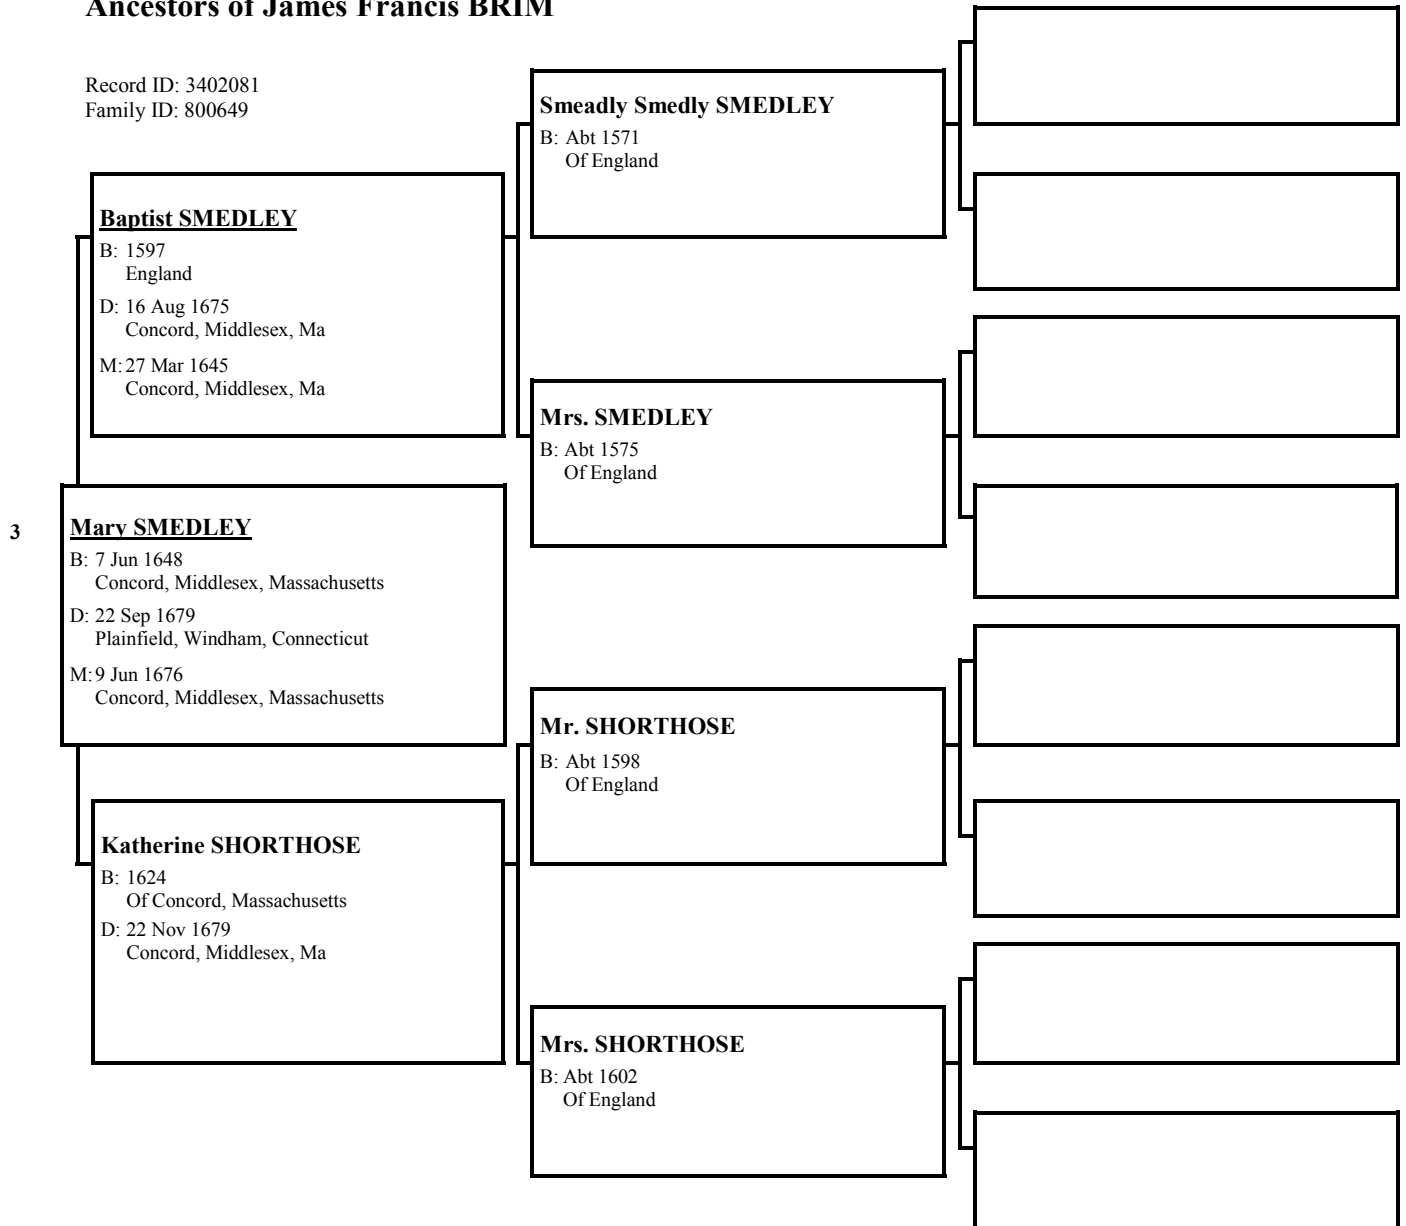 Ancestors of James Francis BRIM
Record ID: 3402081
Family ID: 800649
Smeadly Smedly SMEDLEY
B: Abt 1571
Of England
Baptist SMEDLEY
B: 1597
England
D: 16 Aug 1675
Concord, Middlesex, Ma
M: 27 Mar 1645
Concord, Middlesex, Ma
Mrs. SMEDLEY
B: Abt 1575
Of England
3
Mary SMEDLEY
B: 7 Jun 1648
Concord, Middlesex, Massachusetts
D: 22 Sep 1679
Plainfield, Windham, Connecticut
M: 9 Jun 1676
Concord, Middlesex, Massachusetts
Mr. SHORTHOSE
B: Abt 1598
Of England
Katherine SHORTHOSE
B: 1624
Of Concord, Massachusetts
D: 22 Nov 1679
Concord, Middlesex, Ma
Mrs. SHORTHOSE
B: Abt 1602
Of England